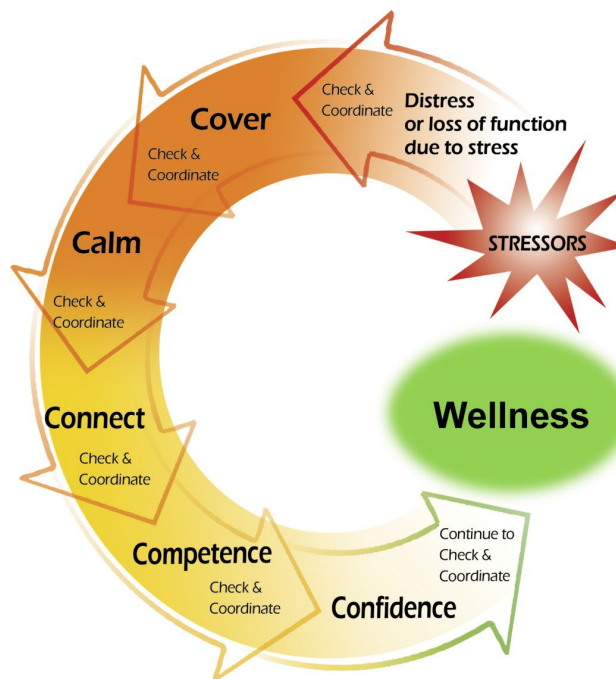 STRESSORS
Distress
or loss of function
due to stress
Check &
Coordinate
Cover
Check &
Coordinate
Calm
Check &
Coordinate
Connect
Check &
Coordinate
Competence
Check &
Coordinate
Confidence
Continue to
Check &
Coordinate
Wellness